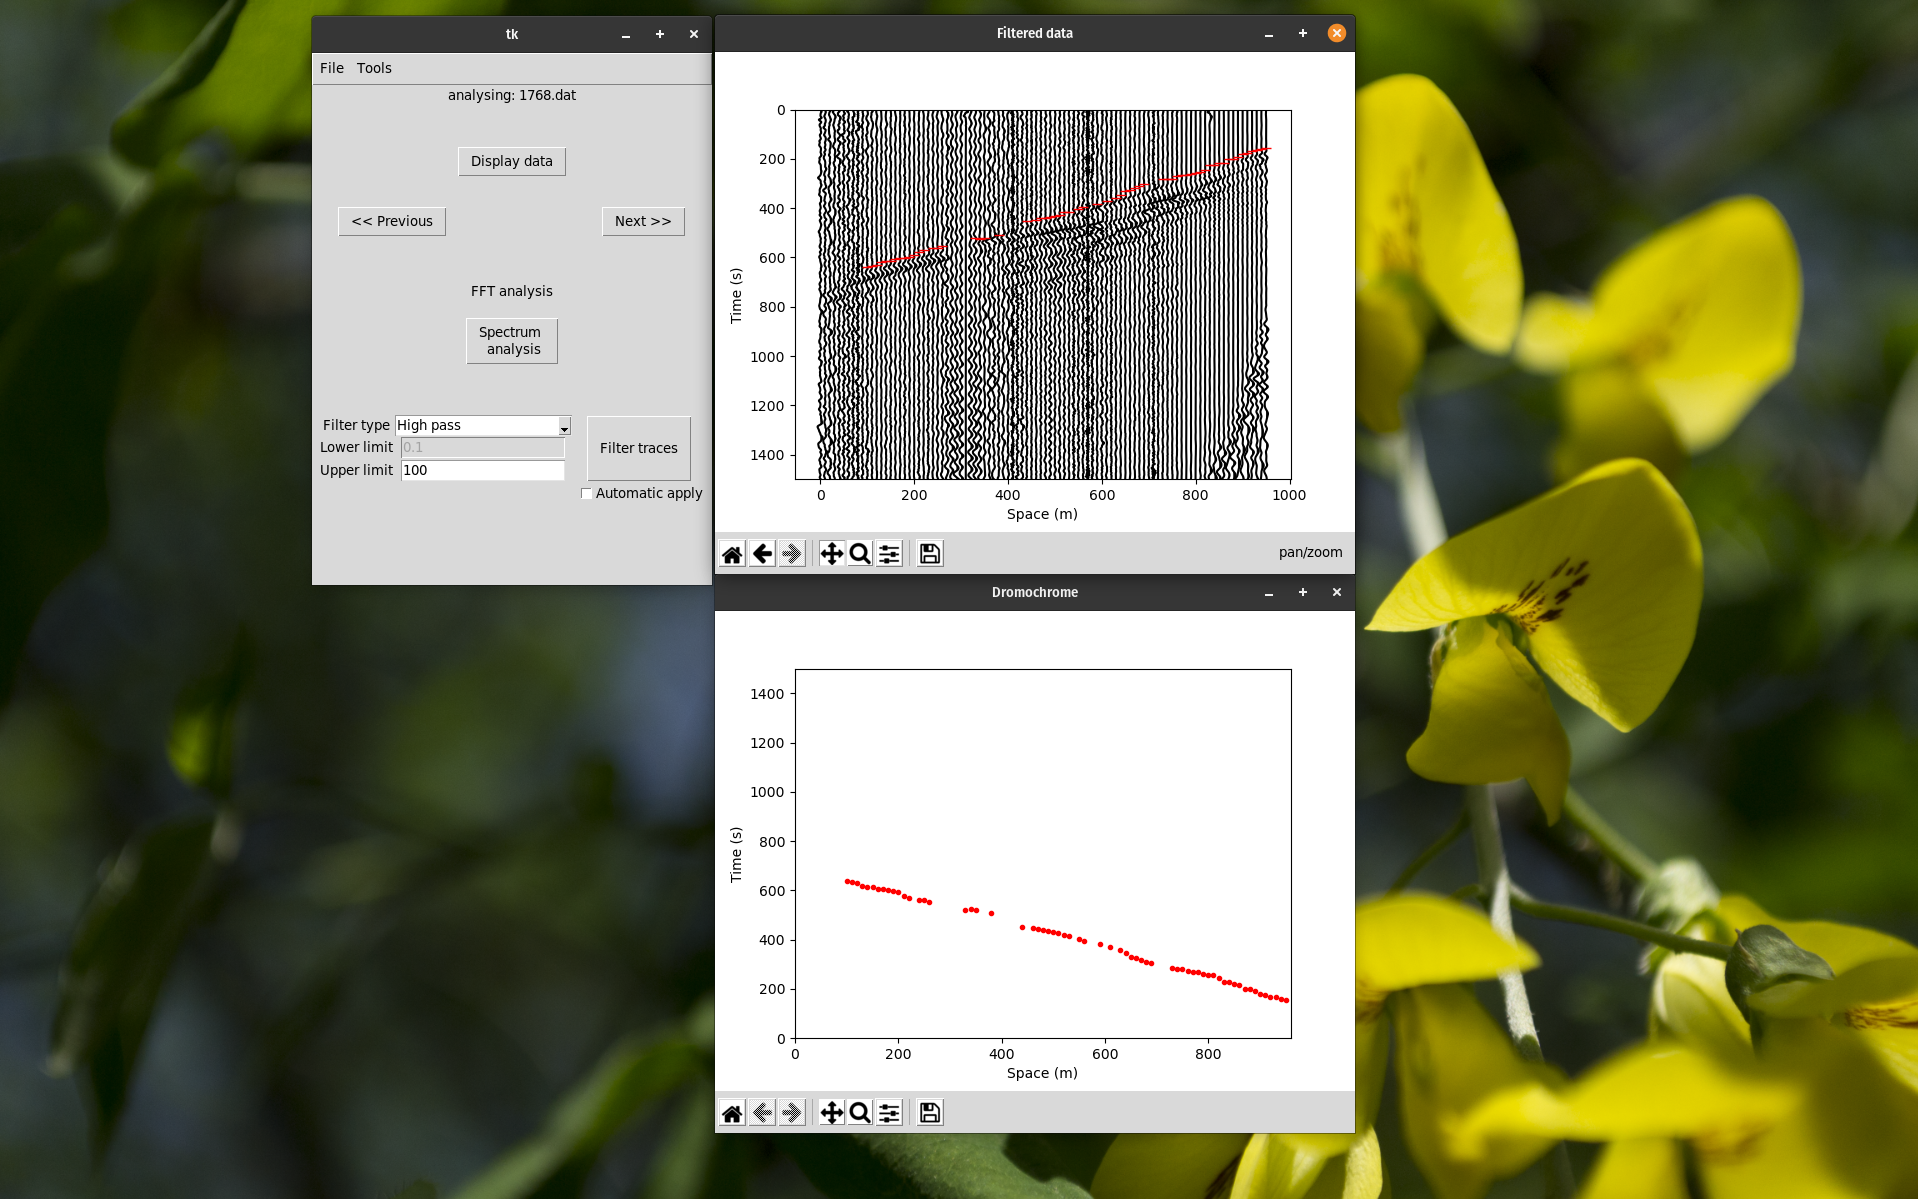 tk
File Tools
analysing: 1768.dat
Display data
<< Previous
Next >>
FFT analysis
Spectrum
analysis
Filter type High pass
Lower limit 0.1
Upper limit 100
Filter traces
Automatic apply
Filtered data
0
200
400
600
800
1000
1200
1400
Time (s)
0 200 400 600 800 1000
Space (m)
pan/zoom
Dromochrome
1400
1200
1000
800
600
400
200
0
Time (s)
0 200 400 600 800
Space (m)